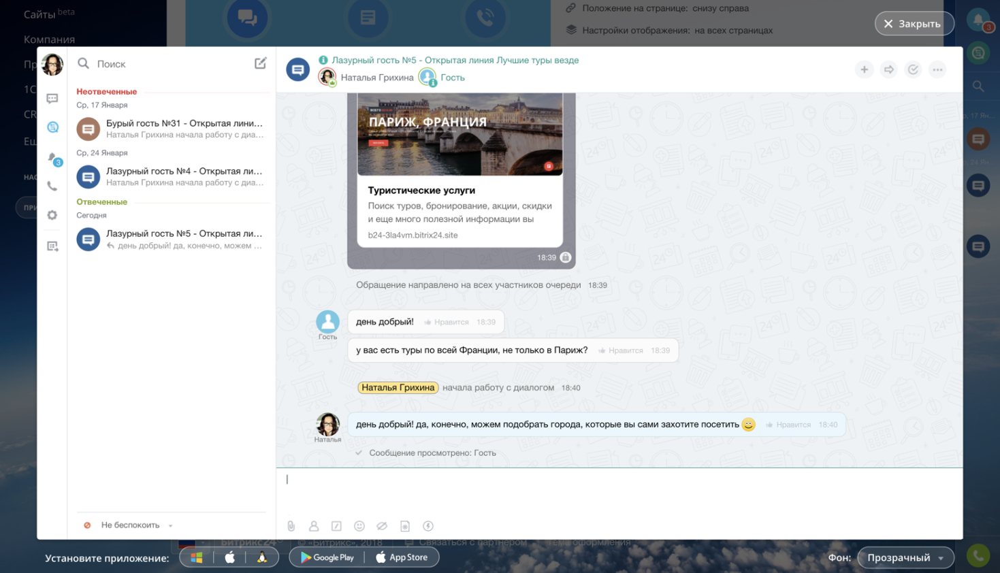 Сайты beta
Компания
Положение на странице: снизу справа
Настройки отображения: на всех страницах
Закрыть
3
Пр
1С
CR
Ещ
НАС
ПРИ
Поиск
Неотвеченные
Ср, 17 Января
Бурый гость №31 - Открытая лини...
Наталья Грихина начала работу с диа...
Ср, 24 Января
Лазурный гость №4 - Открытая ли...
Наталья Грихина начала работу с диа...
Отвеченные
Сегодня
Лазурный гость №5 - Открытая ли...
день добрый! да, конечно, можем ...
3
Не беспокоить
Лазурный гость №5 - Открытая линия Лучшие туры везде
Наталья Грихина Гость
ПАРИЖ, ФРАНЦИЯ
Туристические услуги
Поиск туров, бронирование, акции, скидки
и еще много полезной информации вы
b24-3la4vm.bitrix24.site
18:39
Обращение направлено на всех участников очереди 18:39
день добрый! Нравится 18:39
Гость
у вас есть туры по всей Франции, не только в Париж? Нравится 18:39
Наталья Грихина начала работу с диалогом 18:40
день добрый! да, конечно, можем подобрать города, которые вы сами захотите посетить Нравится 18:40
Наталья
Сообщение просмотрено: Гость
Битрикс24 © «Битрикс», 2018 Связаться с партнером Тема оформления
Установите приложение: Google Play App Store
Фон: Прозрачный